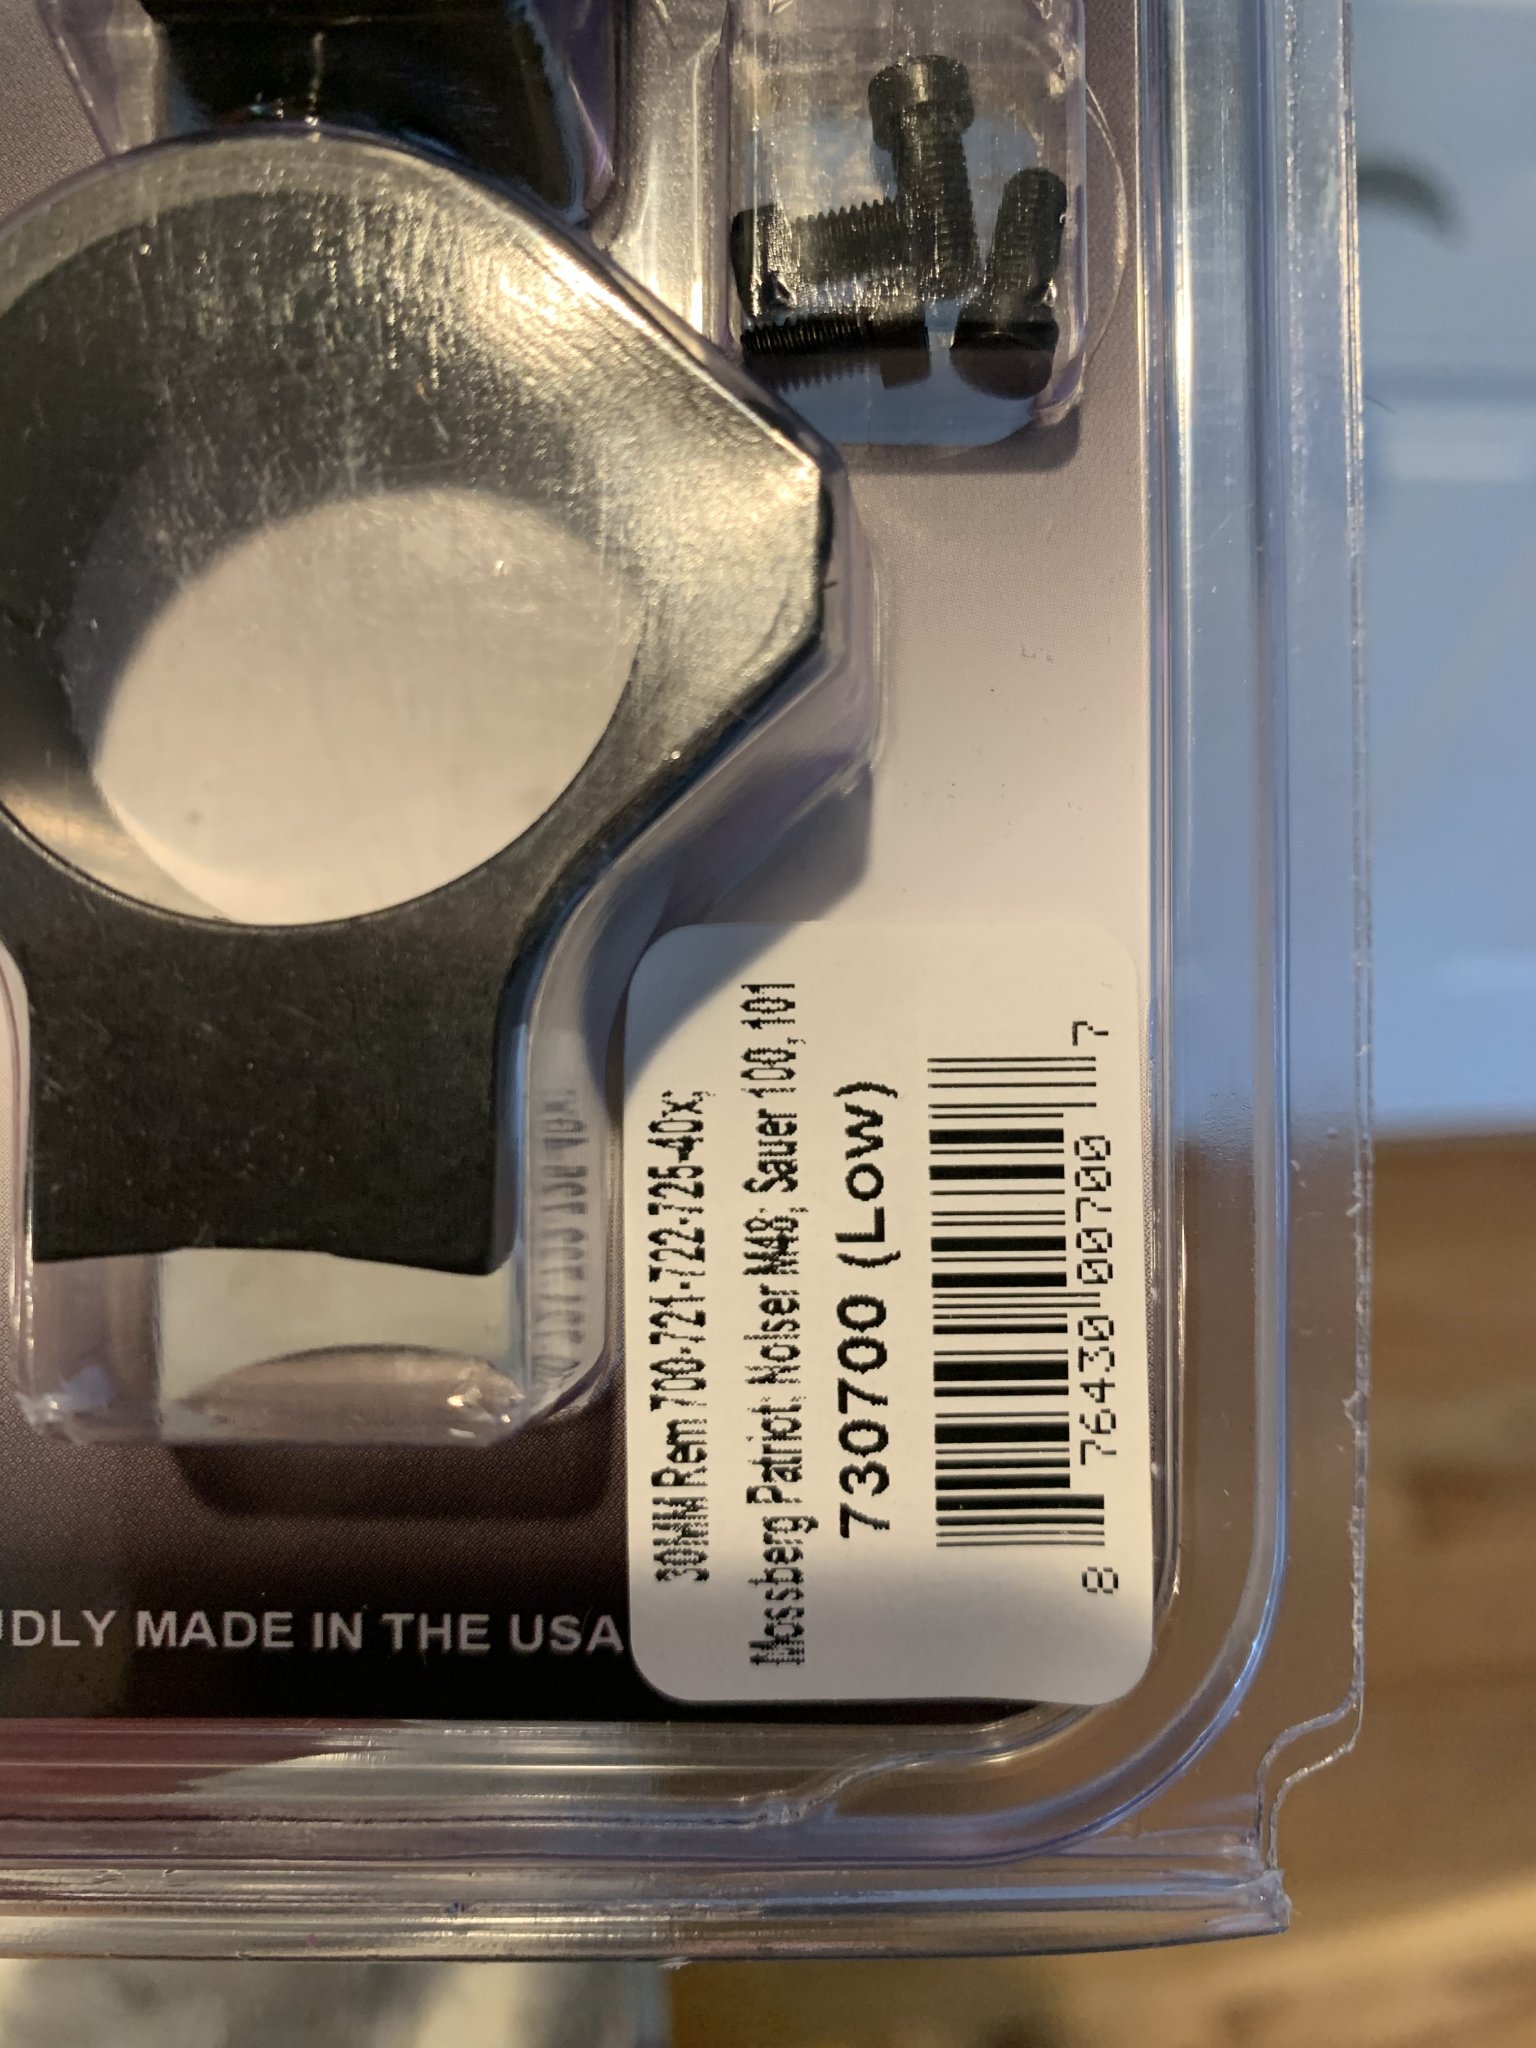 30MM Rem 700-721-722-725-40x;
Mossberg Patriot; Nolser M48; Sauer 100, 101
730700 (Low)
8 76430 00700 7
UDLY MADE IN THE USA